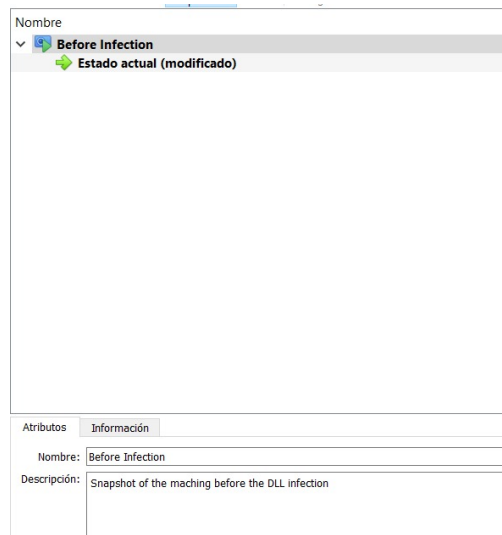 Nombre
Before Infection
Estado actual (modificado)
Atributos Información
Nombre: Before Infection
Descripción: Snapshot of the maching before the DLL infection